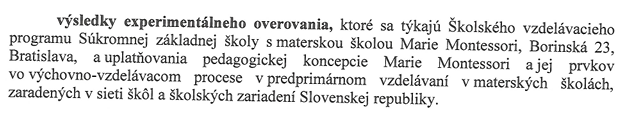 výsledky experimentálneho overovania, ktoré sa týkajú Školského vzdelávacieho
programu Súkromnej základnej školy s materskou školou Marie Montessori, Borinská 23,
Bratislava, a uplatňovania pedagogickej koncepcie Marie Montessori a jej prvkov
vo výchovno-vzdelávacom procese v predprimárnom vzdelávaní v materských školách,
zaradených v sieti škôl a školských zariadení Slovenskej republiky.